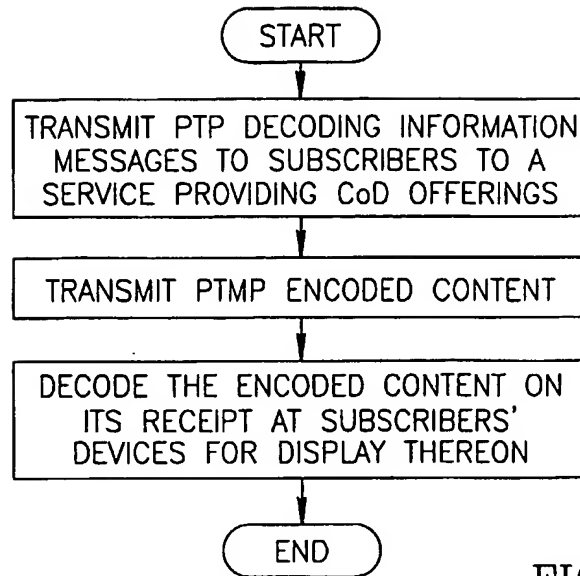 START
TRANSMIT PTP DECODING INFORMATION
MESSAGES TO SUBSCRIBERS TO A
SERVICE PROVIDING CoD OFFERINGS
TRANSMIT PTMP ENCODED CONTENT
DECODE THE ENCODED CONTENT ON
ITS RECEIPT AT SUBSCRIBERS'
DEVICES FOR DISPLAY THEREON
END